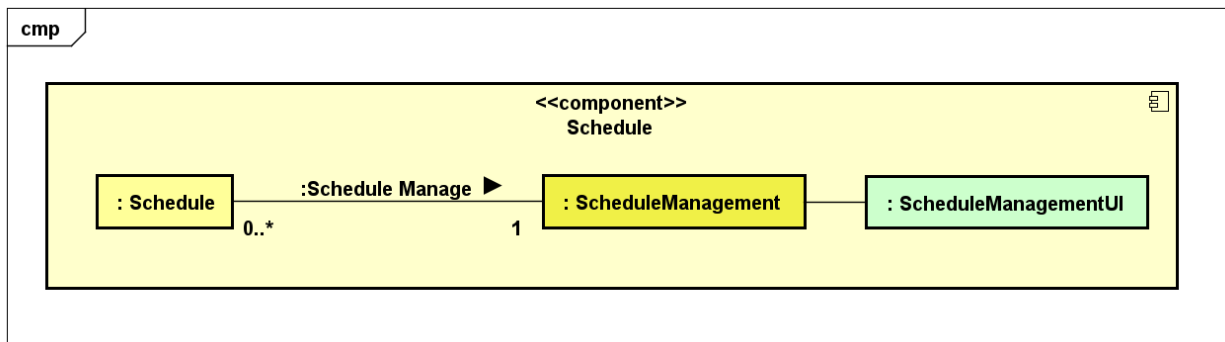 cmp
<<component>>
Schedule
: Schedule
:Schedule Manage ▶
: ScheduleManagement
: ScheduleManagementUI
0..*
1